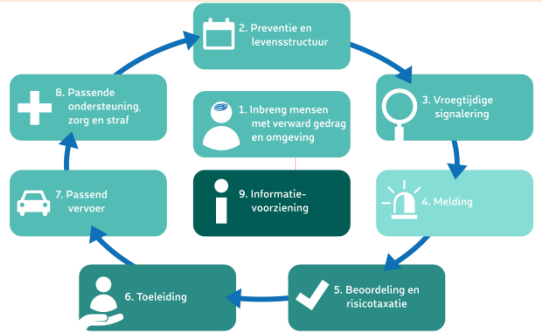 2. Preventie en
levensstructuur
8. Passende
ondersteuning,
zorg en straf
1. Inbreng mensen
met verward gedrag
en omgeving
3. Vroegtijdige
signalering
7. Passend
vervoer
9. Informatie-
voorziening
4. Melding
6. Toeleiding
5. Beoordeling en
risicotaxatie